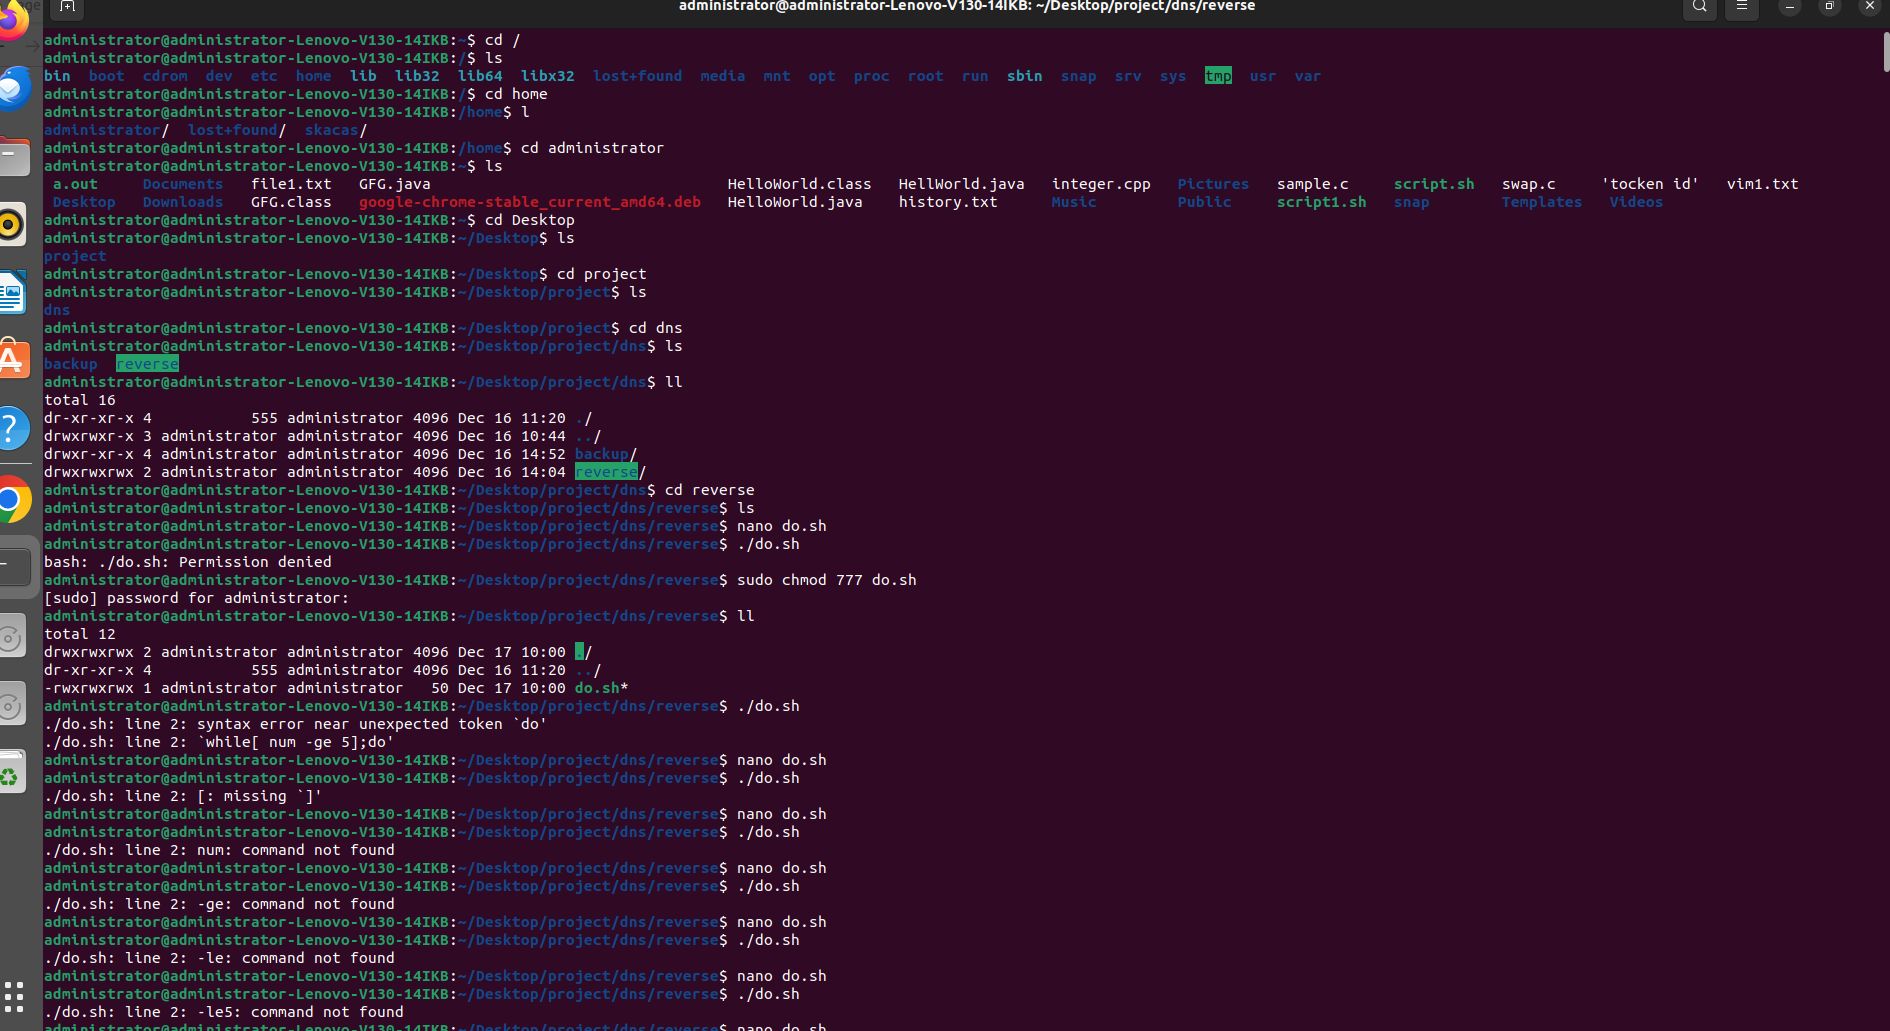 administrator@administrator-Lenovo-V130-14IKB: ~/Desktop/project/dns/reverse
administrator@administrator-Lenovo-V130-14IKB:~$ cd /
administrator@administrator-Lenovo-V130-14IKB:/$ ls
bin boot cdrom dev etc home lib lib32 lib64 libx32 lost+found media mnt opt proc root run sbin snap srv sys tmp usr var
administrator@administrator-Lenovo-V130-14IKB:/$ cd home
administrator@administrator-Lenovo-V130-14IKB:/home$ l
administrator/ lost+found/ skacas/
administrator@administrator-Lenovo-V130-14IKB:/home$ cd administrator
administrator@administrator-Lenovo-V130-14IKB:~$ ls
a.out Documents file1.txt GFG.java HelloWorld.class HellWorld.java integer.cpp Pictures sample.c script.sh swap.c 'tocken id' vim1.txt
Desktop Downloads GFG.class google-chrome-stable_current_amd64.deb HelloWorld.java history.txt Music Public script1.sh snap Templates Videos
administrator@administrator-Lenovo-V130-14IKB:~$ cd Desktop
administrator@administrator-Lenovo-V130-14IKB:~/Desktop$ ls
project
administrator@administrator-Lenovo-V130-14IKB:~/Desktop$ cd project
administrator@administrator-Lenovo-V130-14IKB:~/Desktop/project$ ls
dns
administrator@administrator-Lenovo-V130-14IKB:~/Desktop/project$ cd dns
administrator@administrator-Lenovo-V130-14IKB:~/Desktop/project/dns$ ls
backup reverse
administrator@administrator-Lenovo-V130-14IKB:~/Desktop/project/dns$ ll
total 16
dr-xr-xr-x 4 555 administrator 4096 Dec 16 11:20 ./
drwxrwxr-x 3 administrator administrator 4096 Dec 16 10:44 ../
drwxr-xr-x 4 administrator administrator 4096 Dec 16 14:52 backup/
drwxrwxrwx 2 administrator administrator 4096 Dec 16 14:04 reverse/
administrator@administrator-Lenovo-V130-14IKB:~/Desktop/project/dns$ cd reverse
administrator@administrator-Lenovo-V130-14IKB:~/Desktop/project/dns/reverse$ ls
administrator@administrator-Lenovo-V130-14IKB:~/Desktop/project/dns/reverse$ nano do.sh
administrator@administrator-Lenovo-V130-14IKB:~/Desktop/project/dns/reverse$ ./do.sh
bash: ./do.sh: Permission denied
administrator@administrator-Lenovo-V130-14IKB:~/Desktop/project/dns/reverse$ sudo chmod 777 do.sh
[sudo] password for administrator:
administrator@administrator-Lenovo-V130-14IKB:~/Desktop/project/dns/reverse$ ll
total 12
drwxrwxrwx 2 administrator administrator 4096 Dec 17 10:00 ./
dr-xr-xr-x 4 555 administrator 4096 Dec 16 11:20 ../
-rwxrwxrwx 1 administrator administrator 50 Dec 17 10:00 do.sh*
administrator@administrator-Lenovo-V130-14IKB:~/Desktop/project/dns/reverse$ ./do.sh
./do.sh: line 2: syntax error near unexpected token `do'
./do.sh: line 2: `while[ num -ge 5];do'
administrator@administrator-Lenovo-V130-14IKB:~/Desktop/project/dns/reverse$ nano do.sh
administrator@administrator-Lenovo-V130-14IKB:~/Desktop/project/dns/reverse$ ./do.sh
./do.sh: line 2: [: missing `]'
administrator@administrator-Lenovo-V130-14IKB:~/Desktop/project/dns/reverse$ nano do.sh
administrator@administrator-Lenovo-V130-14IKB:~/Desktop/project/dns/reverse$ ./do.sh
./do.sh: line 2: num: command not found
administrator@administrator-Lenovo-V130-14IKB:~/Desktop/project/dns/reverse$ nano do.sh
administrator@administrator-Lenovo-V130-14IKB:~/Desktop/project/dns/reverse$ ./do.sh
./do.sh: line 2: -ge: command not found
administrator@administrator-Lenovo-V130-14IKB:~/Desktop/project/dns/reverse$ nano do.sh
administrator@administrator-Lenovo-V130-14IKB:~/Desktop/project/dns/reverse$ ./do.sh
./do.sh: line 2: -le: command not found
administrator@administrator-Lenovo-V130-14IKB:~/Desktop/project/dns/reverse$ nano do.sh
administrator@administrator-Lenovo-V130-14IKB:~/Desktop/project/dns/reverse$ ./do.sh
./do.sh: line 2: -le5: command not found
administrator@administrator-Lenovo-V130-14IKB:~/Desktop/project/dns/reverse$ nano do.sh